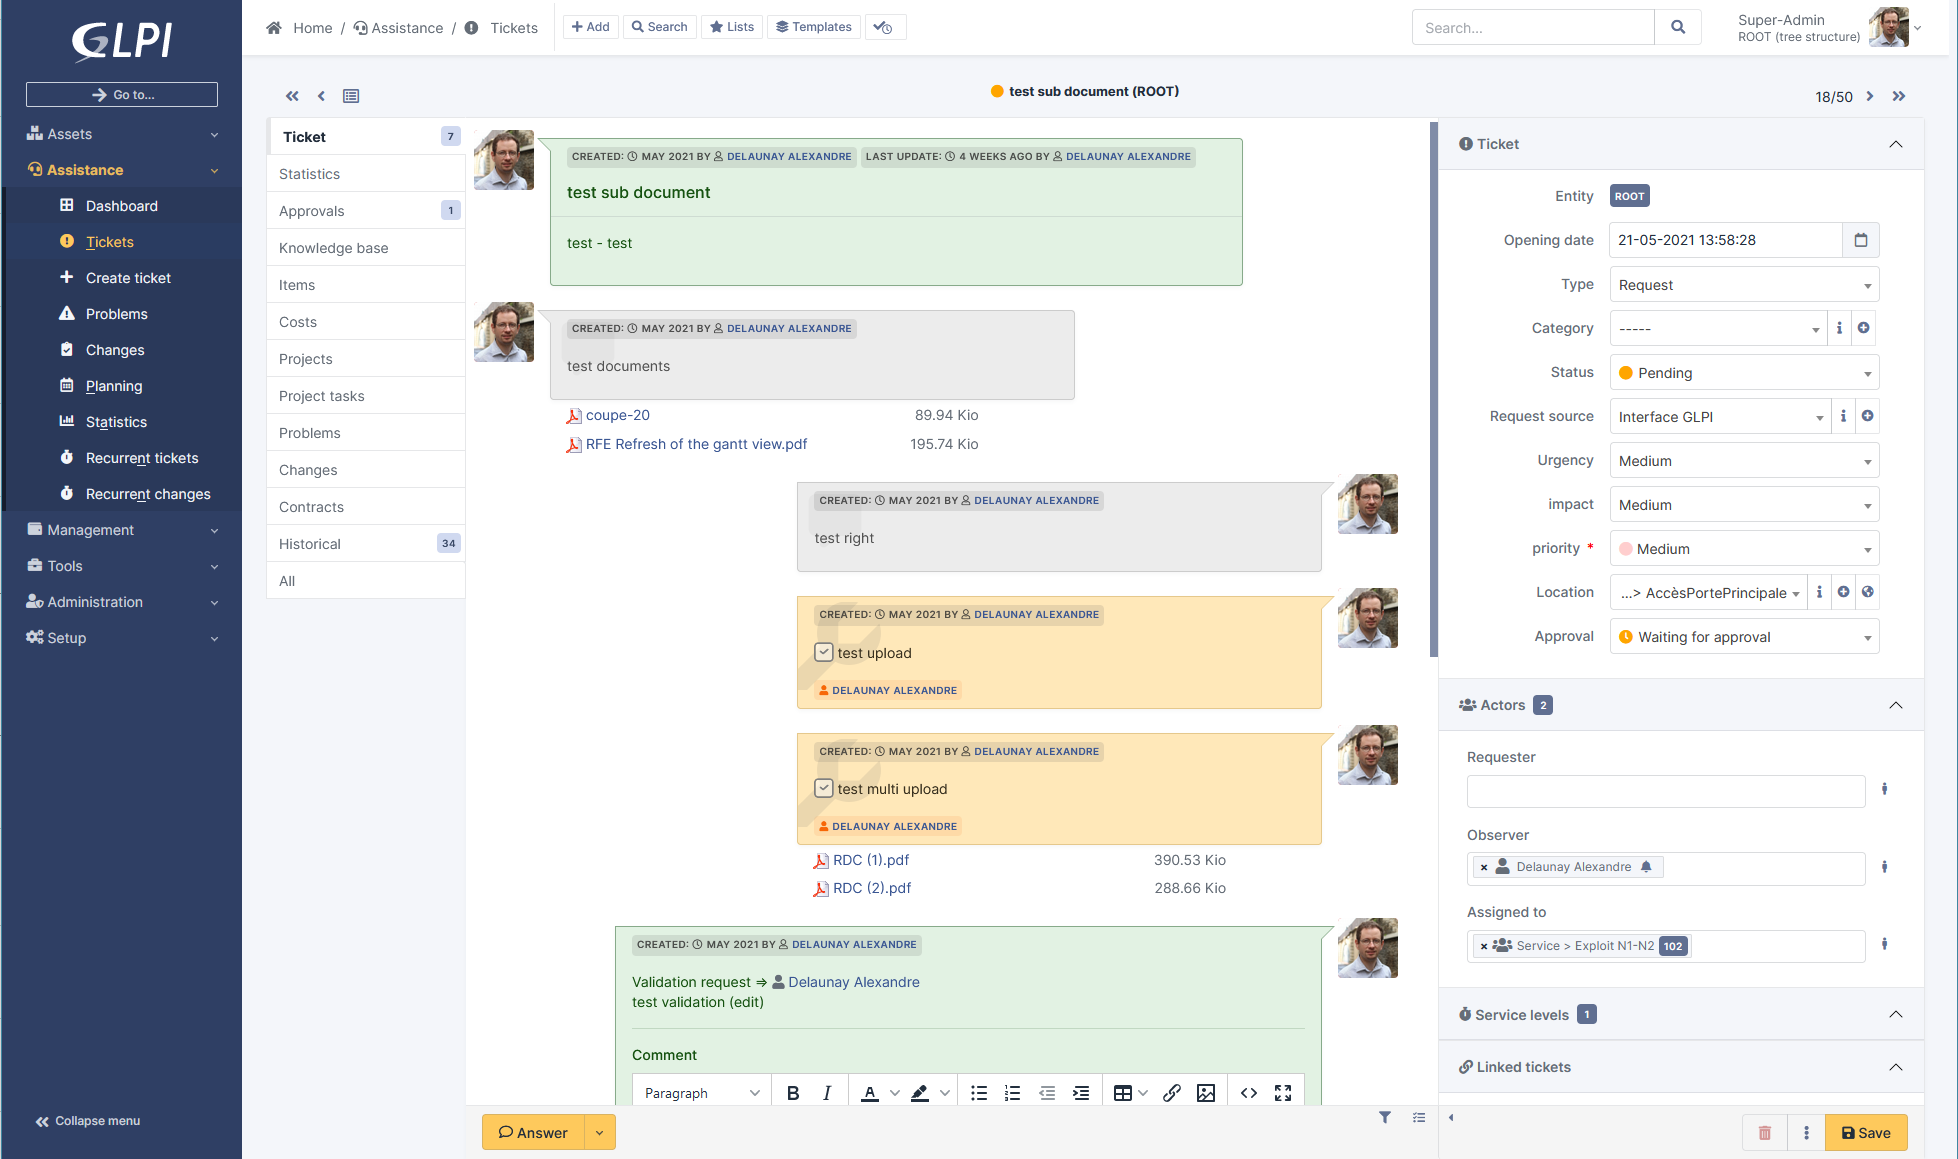 GLPI
Go to...
Assets
Assistance
Dashboard
Tickets
Create ticket
Problems
Changes
Planning
Statistics
Recurrent tickets
Recurrent changes
Management
Tools
Administration
Setup
Collapse menu
Home / Assistance / Tickets
Add
Search
Lists
Templates
Search...
Super-Admin
ROOT (tree structure)
test sub document (ROOT)
18/50
Ticket 7
Statistics
Approvals 1
Knowledge base
Items
Costs
Projects
Project tasks
Problems
Changes
Contracts
Historical 34
All
CREATED: MAY 2021 BY DELAUNAY ALEXANDRE LAST UPDATE: 4 WEEKS AGO BY DELAUNAY ALEXANDRE
test sub document
test - test
CREATED: MAY 2021 BY DELAUNAY ALEXANDRE
test documents
coupe-20 89.94 Kio
RFE Refresh of the gantt view.pdf 195.74 Kio
CREATED: MAY 2021 BY DELAUNAY ALEXANDRE
test right
CREATED: MAY 2021 BY DELAUNAY ALEXANDRE
test upload
DELAUNAY ALEXANDRE
CREATED: MAY 2021 BY DELAUNAY ALEXANDRE
test multi upload
DELAUNAY ALEXANDRE
RDC (1).pdf 390.53 Kio
RDC (2).pdf 288.66 Kio
CREATED: MAY 2021 BY DELAUNAY ALEXANDRE
Validation request ⇒ Delaunay Alexandre
test validation (edit)
Comment
Paragraph B I A
Answer
Ticket
Entity ROOT
Opening date 21-05-2021 13:58:28
Type Request
Category -----
Status Pending
Request source Interface GLPI
Urgency Medium
impact Medium
priority * Medium
Location ...> AccèsPortePrincipale
Approval Waiting for approval
Actors 2
Requester
Observer
× Delaunay Alexandre
Assigned to
× Service > Exploit N1-N2 102
Service levels 1
Linked tickets
Save